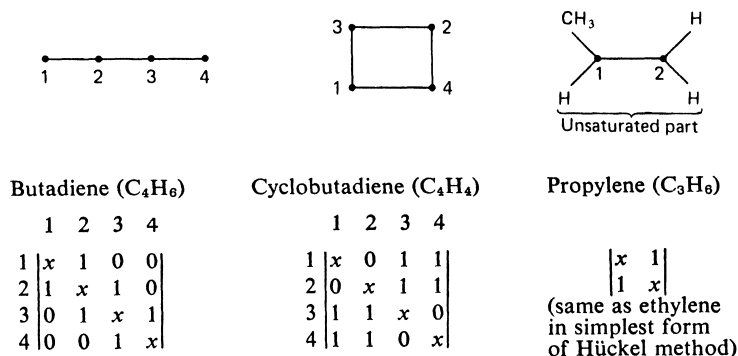 1 2 3 4
3 2
1 4
CH₃ H
1 2
H H
Unsaturated part
Butadiene (C₄H₆)
1 2 3 4
1 |x 1 0 0|
2 |1 x 1 0|
3 |0 1 x 1|
4 |0 0 1 x|
Cyclobutadiene (C₄H₄)
1 2 3 4
1 |x 0 1 1|
2 |0 x 1 1|
3 |1 1 x 0|
4 |1 1 0 x|
Propylene (C₃H₆)
|x 1|
|1 x|
(same as ethylene
in simplest form
of Hückel method)